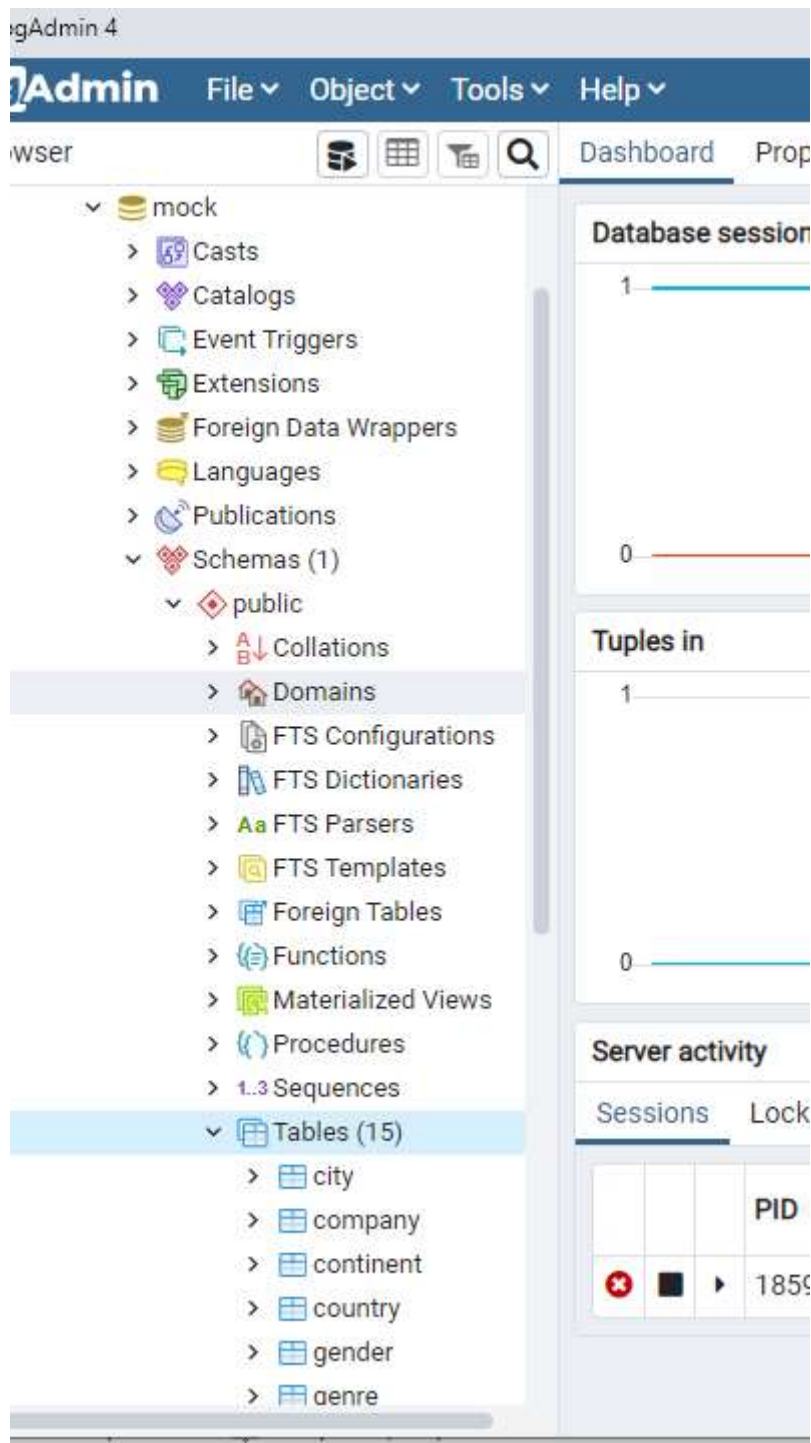 gAdmin 4
Admin File Object Tools Help
wser
Dashboard Prop
mock
Casts
Catalogs
Event Triggers
Extensions
Foreign Data Wrappers
Languages
Publications
Schemas (1)
public
Collations
Domains
FTS Configurations
FTS Dictionaries
Aa FTS Parsers
FTS Templates
Foreign Tables
Functions
Materialized Views
Procedures
1..3 Sequences
Tables (15)
city
company
continent
country
gender
genre
Database session
1
0
Tuples in
1
0
Server activity
Sessions Lock
PID
1859